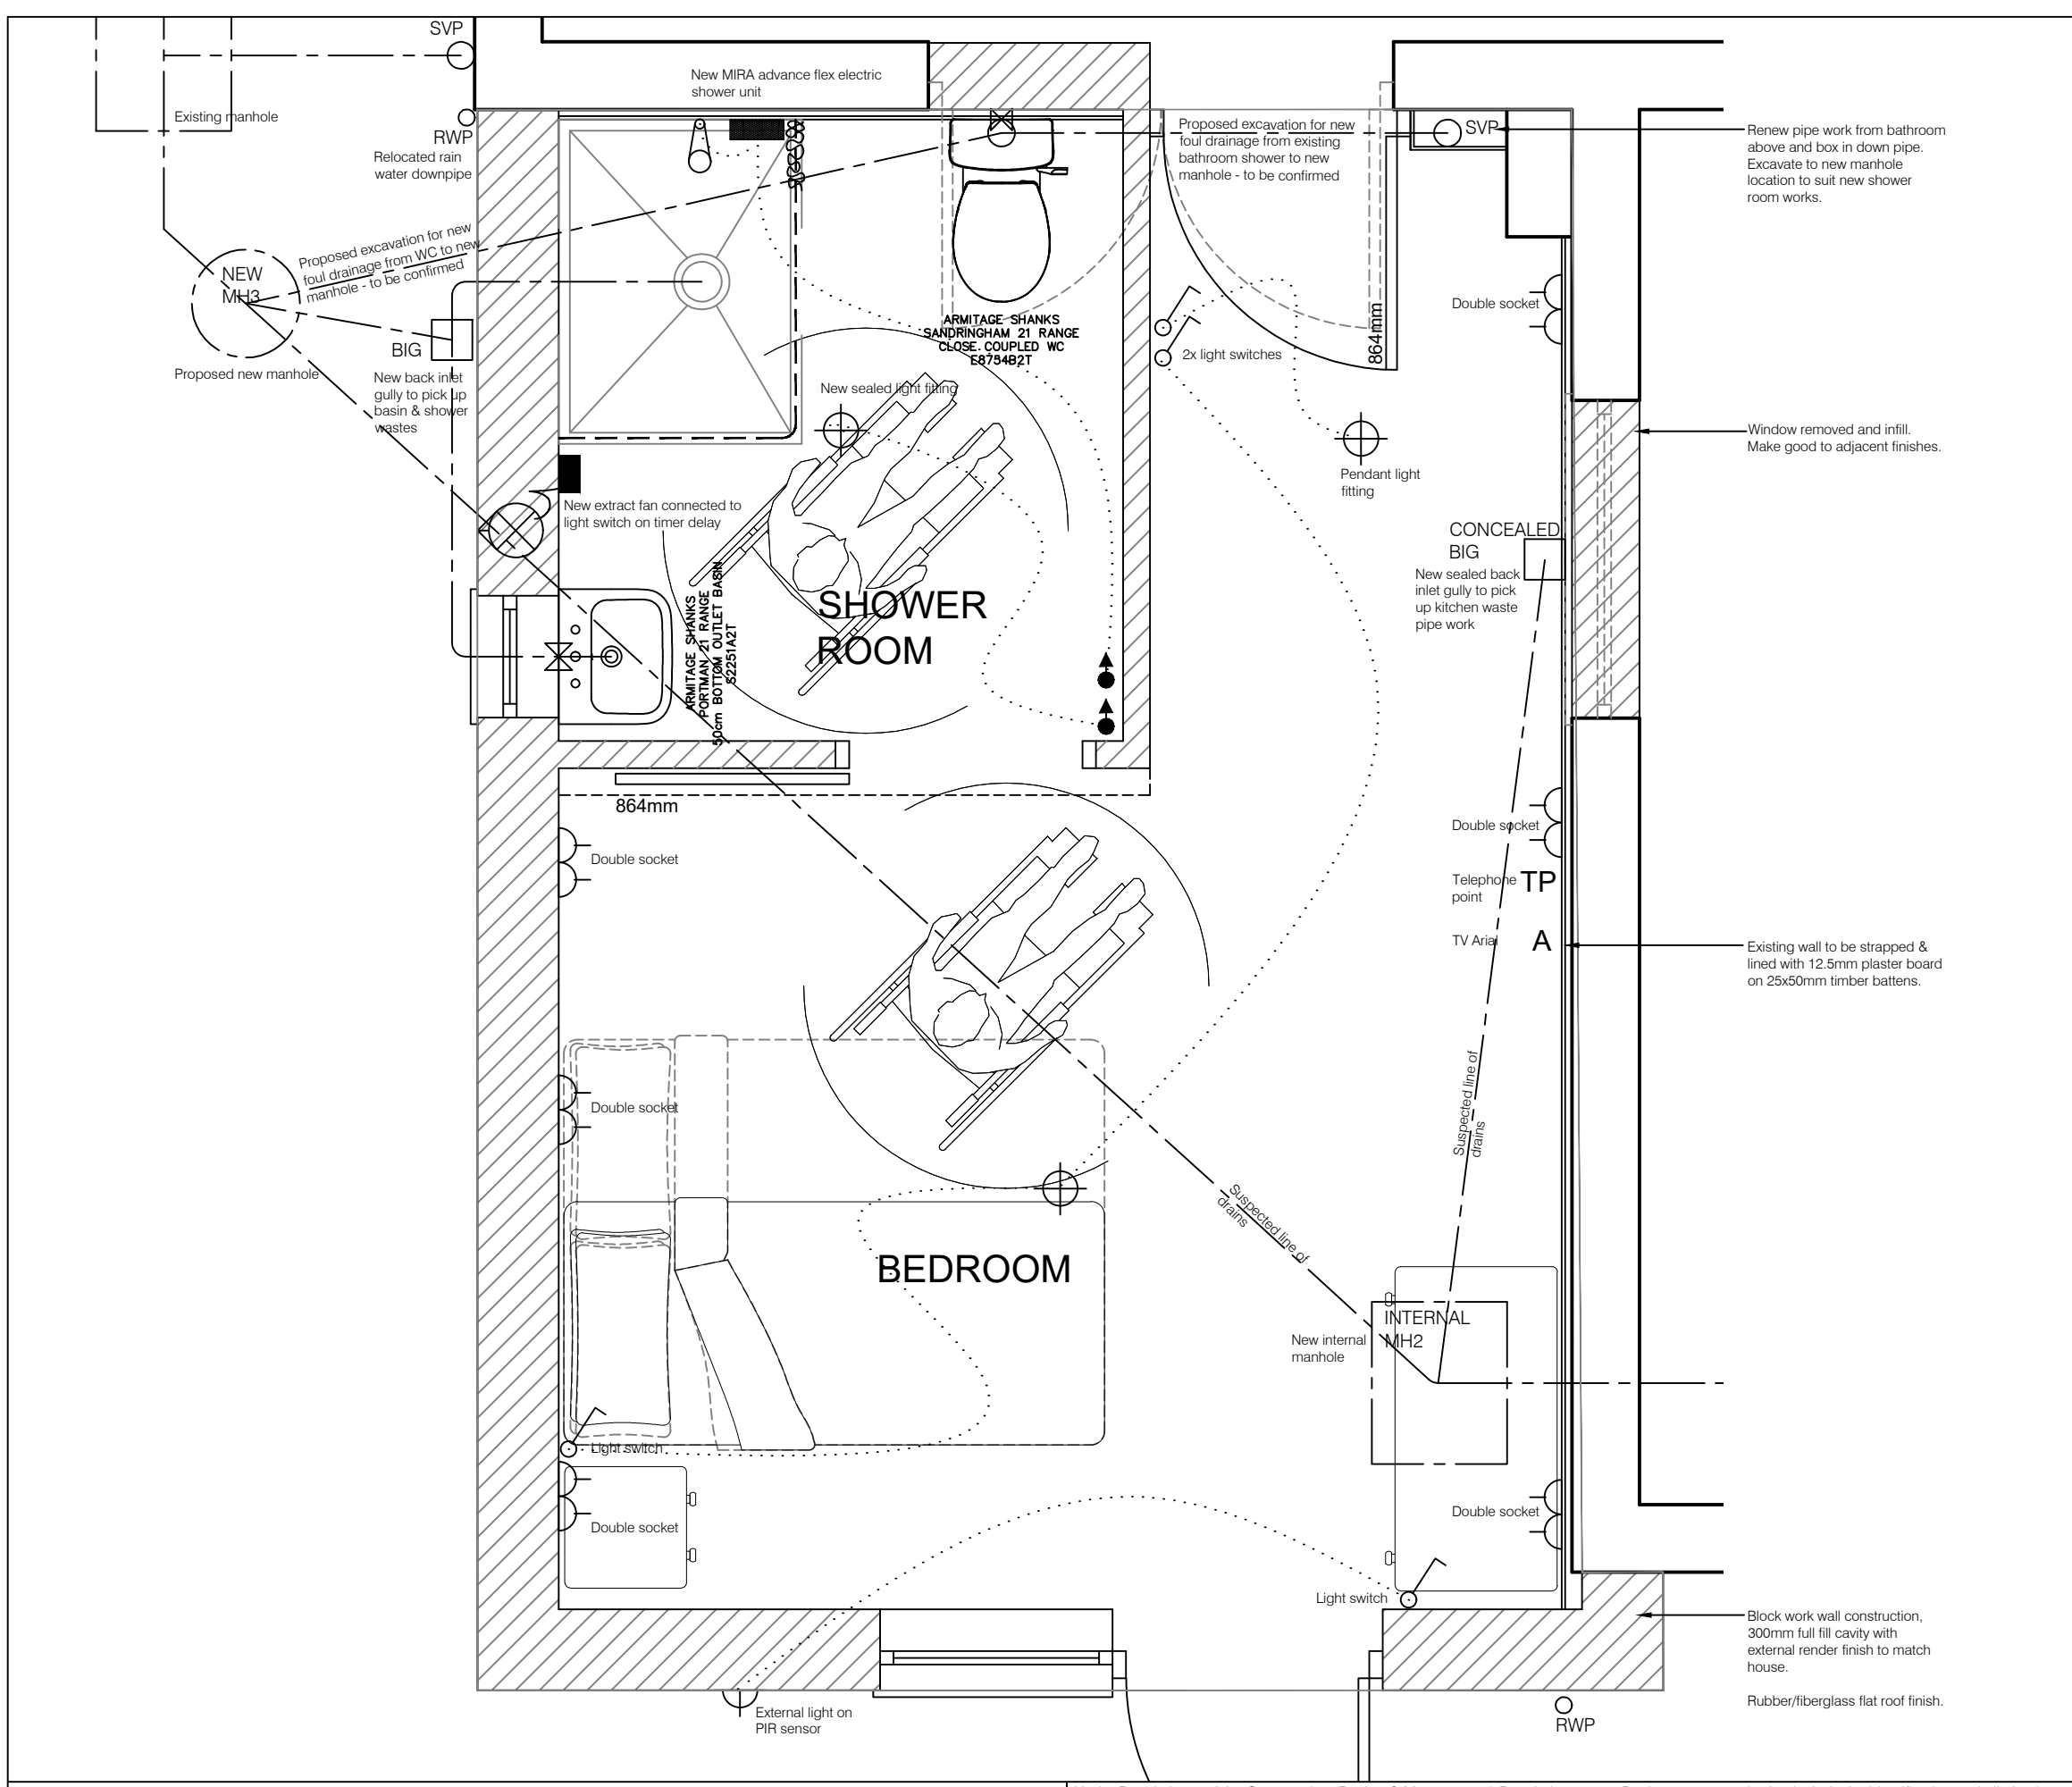 SVP
Existing manhole
RWP
Relocated rain
water downpipe
New MIRA advance flex electric
shower unit
Proposed excavation for new
foul drainage from existing
bathroom shower to new
manhole - to be confirmed
SVP
Renew pipe work from bathroom
above and box in down pipe.
Excavate to new manhole
location to suit new shower
room works.
Proposed excavation for new
foul drainage from WC to new
manhole - to be confirmed
NEW
MH3
BIG
Proposed new manhole
New back inlet
gully to pick up
basin & shower
wastes
ARMITAGE SHANKS
SANDRINGHAM 21 RANGE
CLOSE COUPLED WC
E8754B2T
864mm
2x light switches
Double socket
New sealed light fitting
Pendant light
fitting
Window removed and infill.
Make good to adjacent finishes.
New extract fan connected to
light switch on timer delay
CONCEALED
BIG
New sealed back
inlet gully to pick
up kitchen waste
pipe work
ARMITAGE SHANKS
PORTMAN 21 RANGE
50cm BOTTOM OUTLET BASIN
S2251A2T
SHOWER
ROOM
864mm
Double socket
Double socket
Telephone
point
TP
TV Arial
A
Existing wall to be strapped &
lined with 12.5mm plaster board
on 25x50mm timber battens.
Double socket
Suspected line of
drains
Suspected line of
drains
BEDROOM
INTERNAL
MH2
New internal
manhole
Light switch
Double socket
Double socket
Light switch
Block work wall construction,
300mm full fill cavity with
external render finish to match
house.
Rubber/fiberglass flat roof finish.
External light on
PIR sensor
RWP